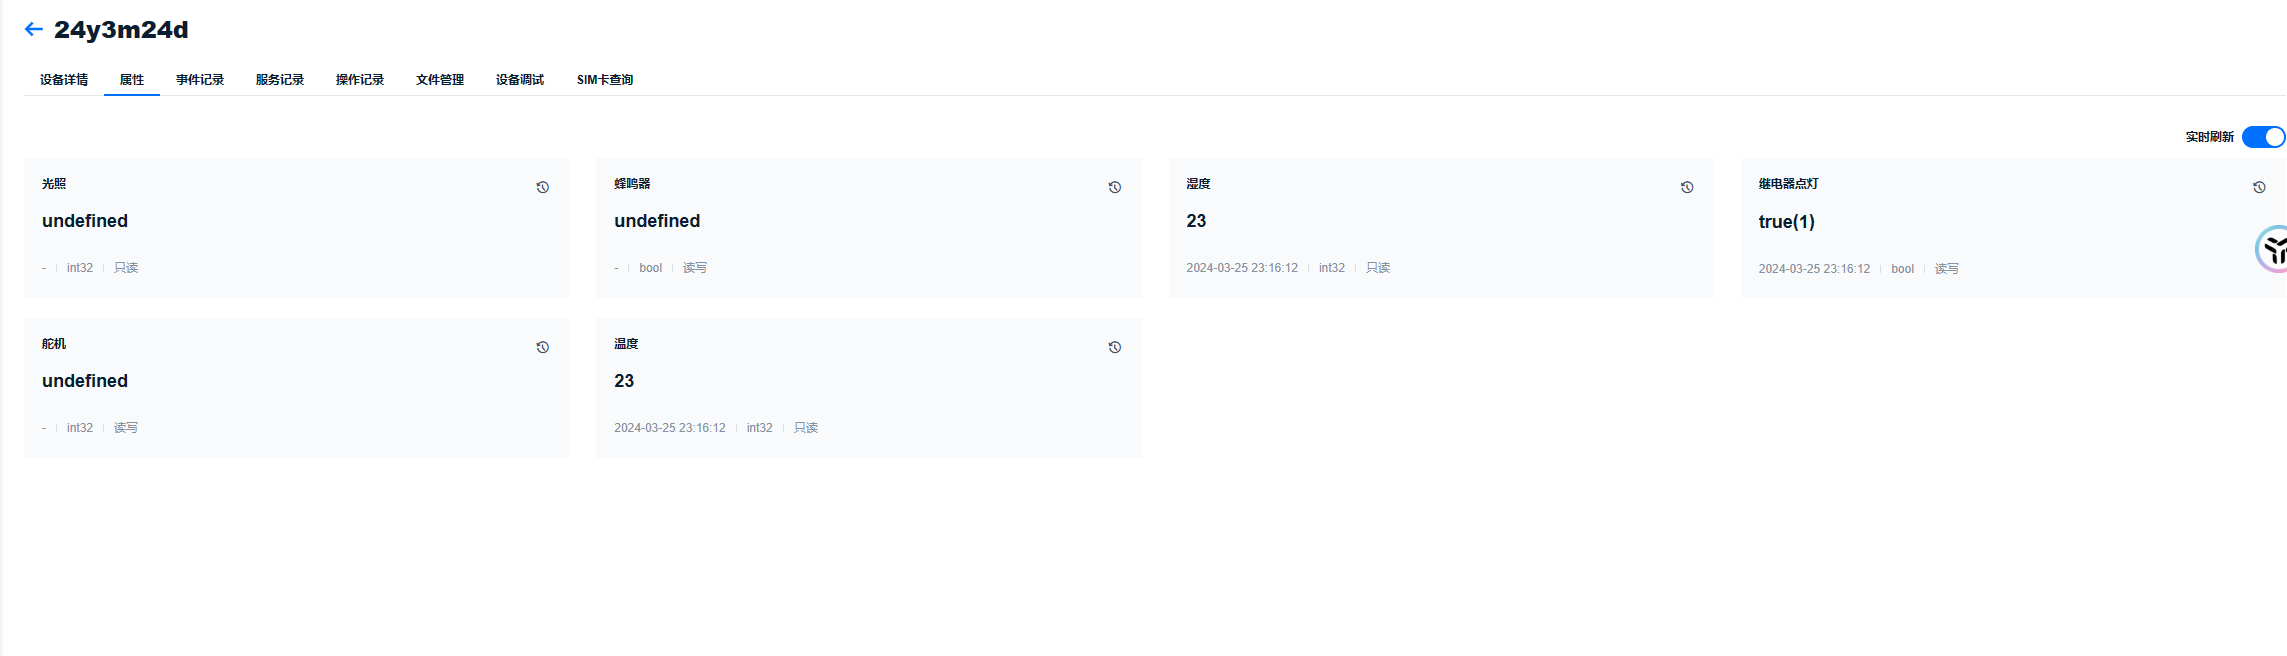 24y3m24d
设备详情 属性 事件记录 服务记录 操作记录 文件管理 设备调试 SIM卡查询
实时刷新
光照
undefined
- int32 只读
蜂鸣器
undefined
- bool 读写
湿度
23
2024-03-25 23:16:12 int32 只读
继电器点灯
true(1)
2024-03-25 23:16:12 bool 读写
舵机
undefined
- int32 读写
温度
23
2024-03-25 23:16:12 int32 只读